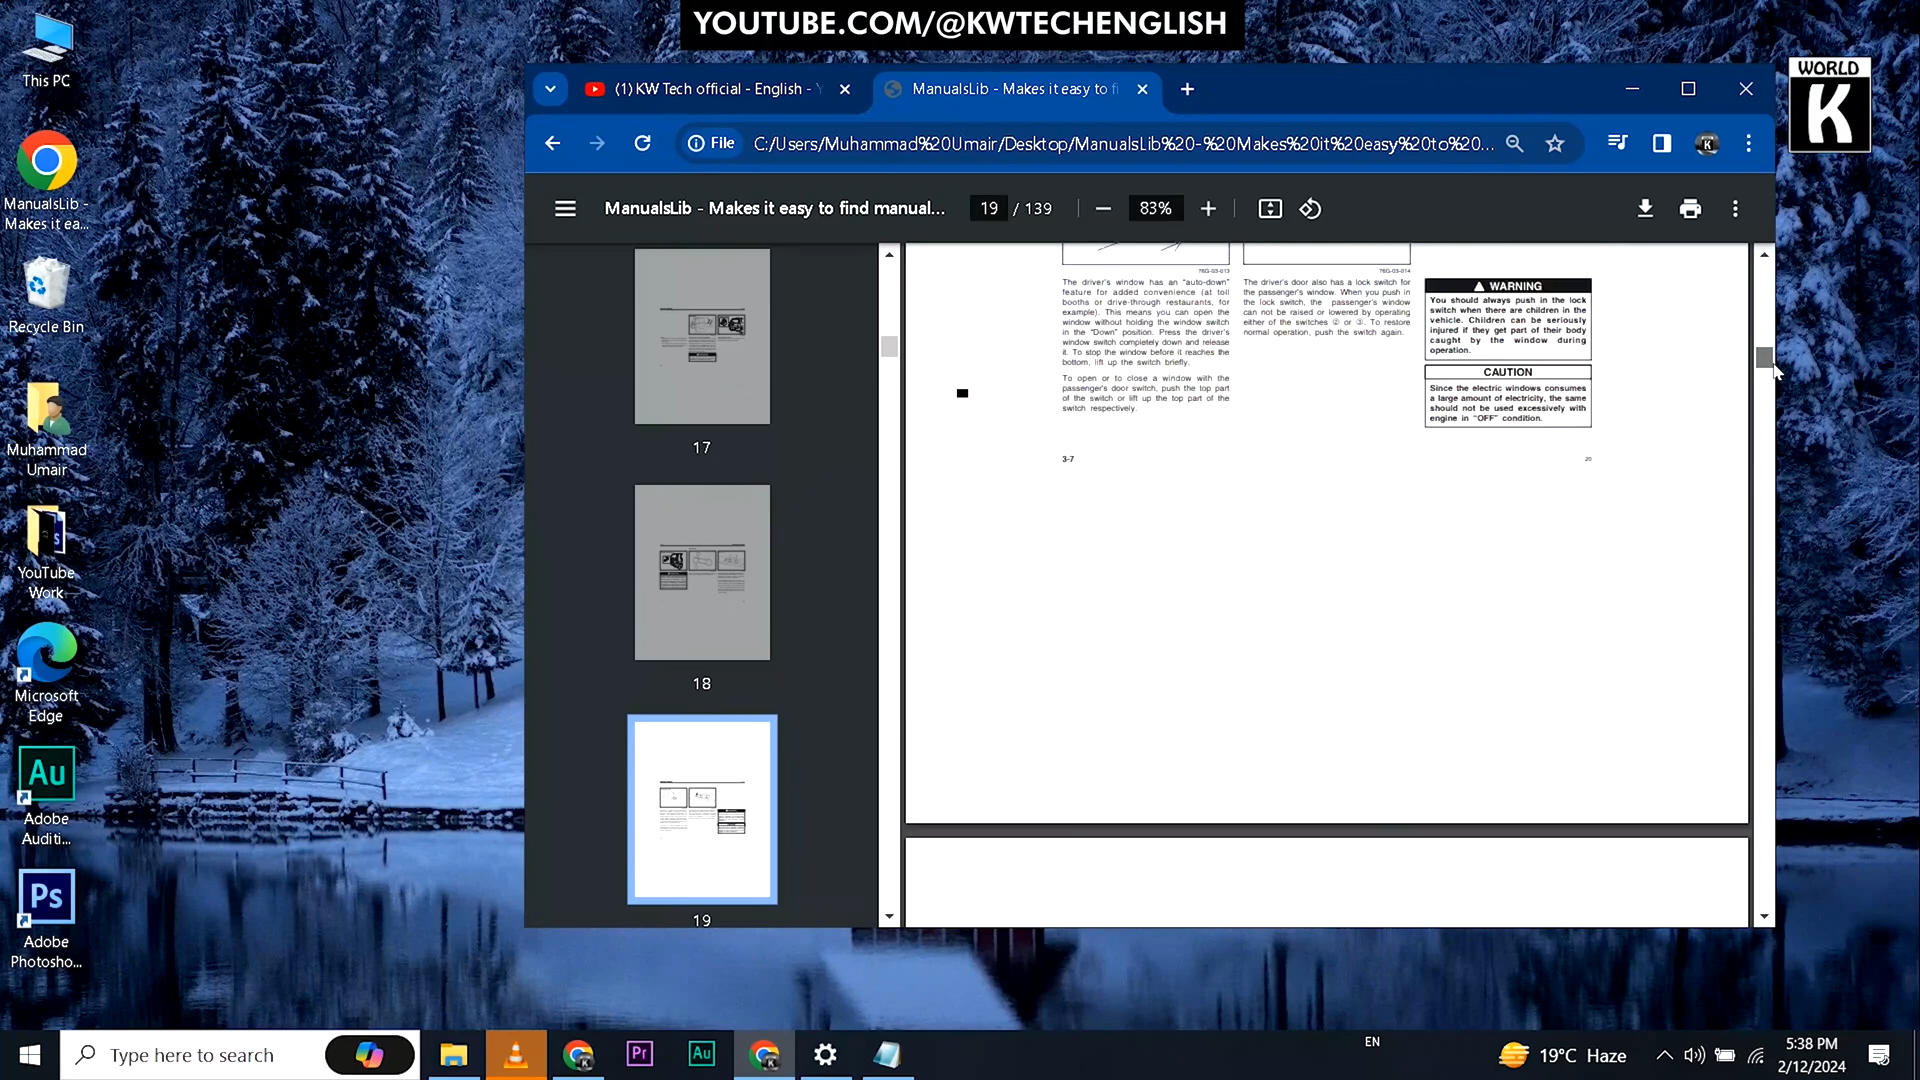 YOUTUBE.COM/@KWTECHENGLISH
This PC
ManualsLib -
Makes it ea...
Recycle Bin
Muhammad
Umair
YouTube
Work
Microsoft
Edge
Au
Adobe
Auditi...
Ps
Adobe
Photosho...
WORLD
K
(1) KW Tech official - English -
ManualsLib - Makes it easy to fi
File
C:/Users/Muhammad%20Umair/Desktop/ManualsLib%20-%20Makes%20it%20easy%20to%20...
ManualsLib - Makes it easy to find manual...
19 / 139
83%
17
18
19
76G-03-013
The driver's window has an "auto-down"
feature for added convenience (at toll
booths or drive-through restaurants, for
example). This means you can open the
window without holding the window switch
in the "Down" position. Press the driver's
window switch completely down and release
it. To stop the window before it reaches the
bottom, lift up the switch briefly.
To open or to close a window with the
passenger's door switch, push the top part
of the switch or lift up the top part of the
switch respectively.
3-7
76G-03-014
The driver's door also has a lock switch for
the passenger's window. When you push in
the lock switch, the passenger's window
can not be raised or lowered by operating
either of the switches ② or ③. To restore
normal operation, push the switch again.
WARNING
You should always push in the lock
switch when there are children in the
vehicle. Children can be seriously
injured if they get part of their body
caught by the window during
operation.
CAUTION
Since the electric windows consumes
a large amount of electricity, the same
should not be used excessively with
engine in "OFF" condition.
20
Type here to search
Pr
Au
EN
19°C Haze
5:38 PM
2/12/2024